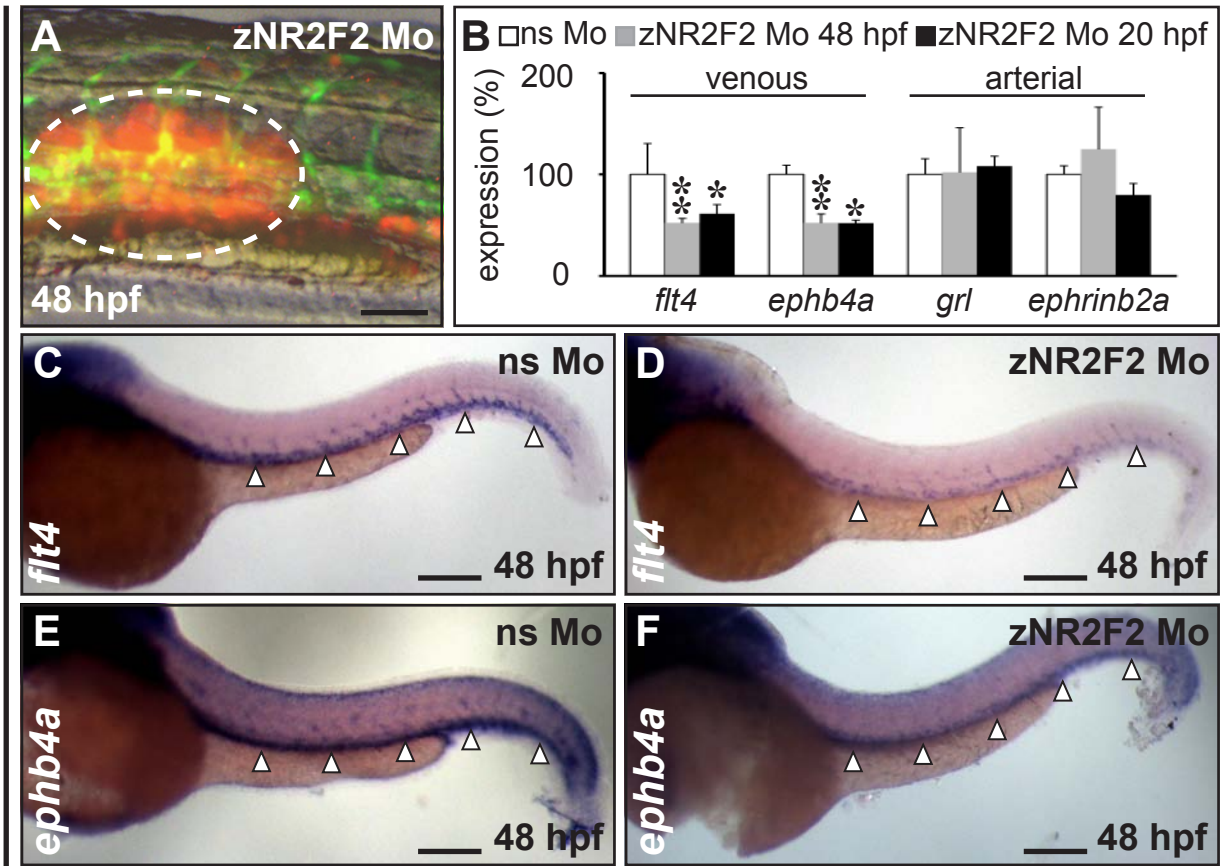 A zNR2F2 Mo
48 hpf
B ns Mo zNR2F2 Mo 48 hpf zNR2F2 Mo 20 hpf
expression (%)
200
100
0
venous arterial
** * ** *
flt4 ephb4a grl ephrinb2a
C ns Mo
flt4
48 hpf
D zNR2F2 Mo
flt4
48 hpf
E ns Mo
ephb4a
48 hpf
F zNR2F2 Mo
ephb4a
48 hpf